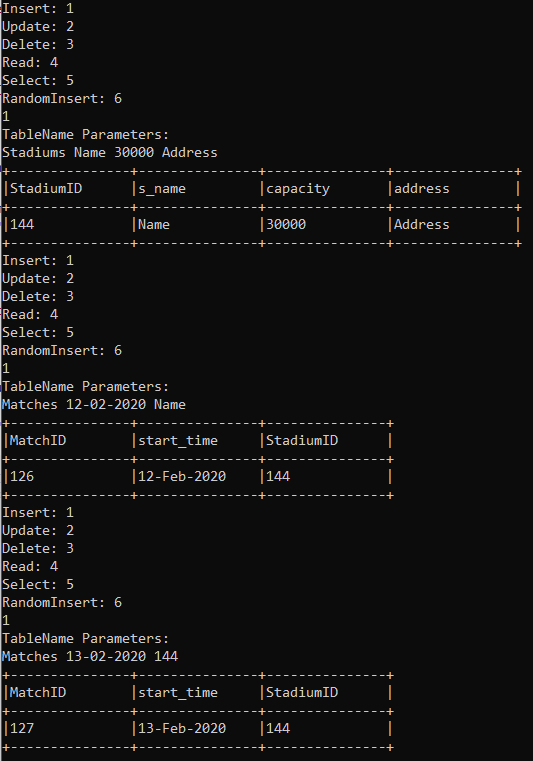 Insert: 1
Update: 2
Delete: 3
Read: 4
Select: 5
RandomInsert: 6
1
TableName Parameters:
Stadiums Name 30000 Address
+---------------+---------------+---------------+---------------+
|StadiumID      |s_name         |capacity       |address        |
+---------------+---------------+---------------+---------------+
|144            |Name           |30000          |Address        |
+---------------+---------------+---------------+---------------+
Insert: 1
Update: 2
Delete: 3
Read: 4
Select: 5
RandomInsert: 6
1
TableName Parameters:
Matches 12-02-2020 Name
+---------------+---------------+---------------+
|MatchID        |start_time     |StadiumID      |
+---------------+---------------+---------------+
|126            |12-Feb-2020    |144            |
+---------------+---------------+---------------+
Insert: 1
Update: 2
Delete: 3
Read: 4
Select: 5
RandomInsert: 6
1
TableName Parameters:
Matches 13-02-2020 144
+---------------+---------------+---------------+
|MatchID        |start_time     |StadiumID      |
+---------------+---------------+---------------+
|127            |13-Feb-2020    |144            |
+---------------+---------------+---------------+